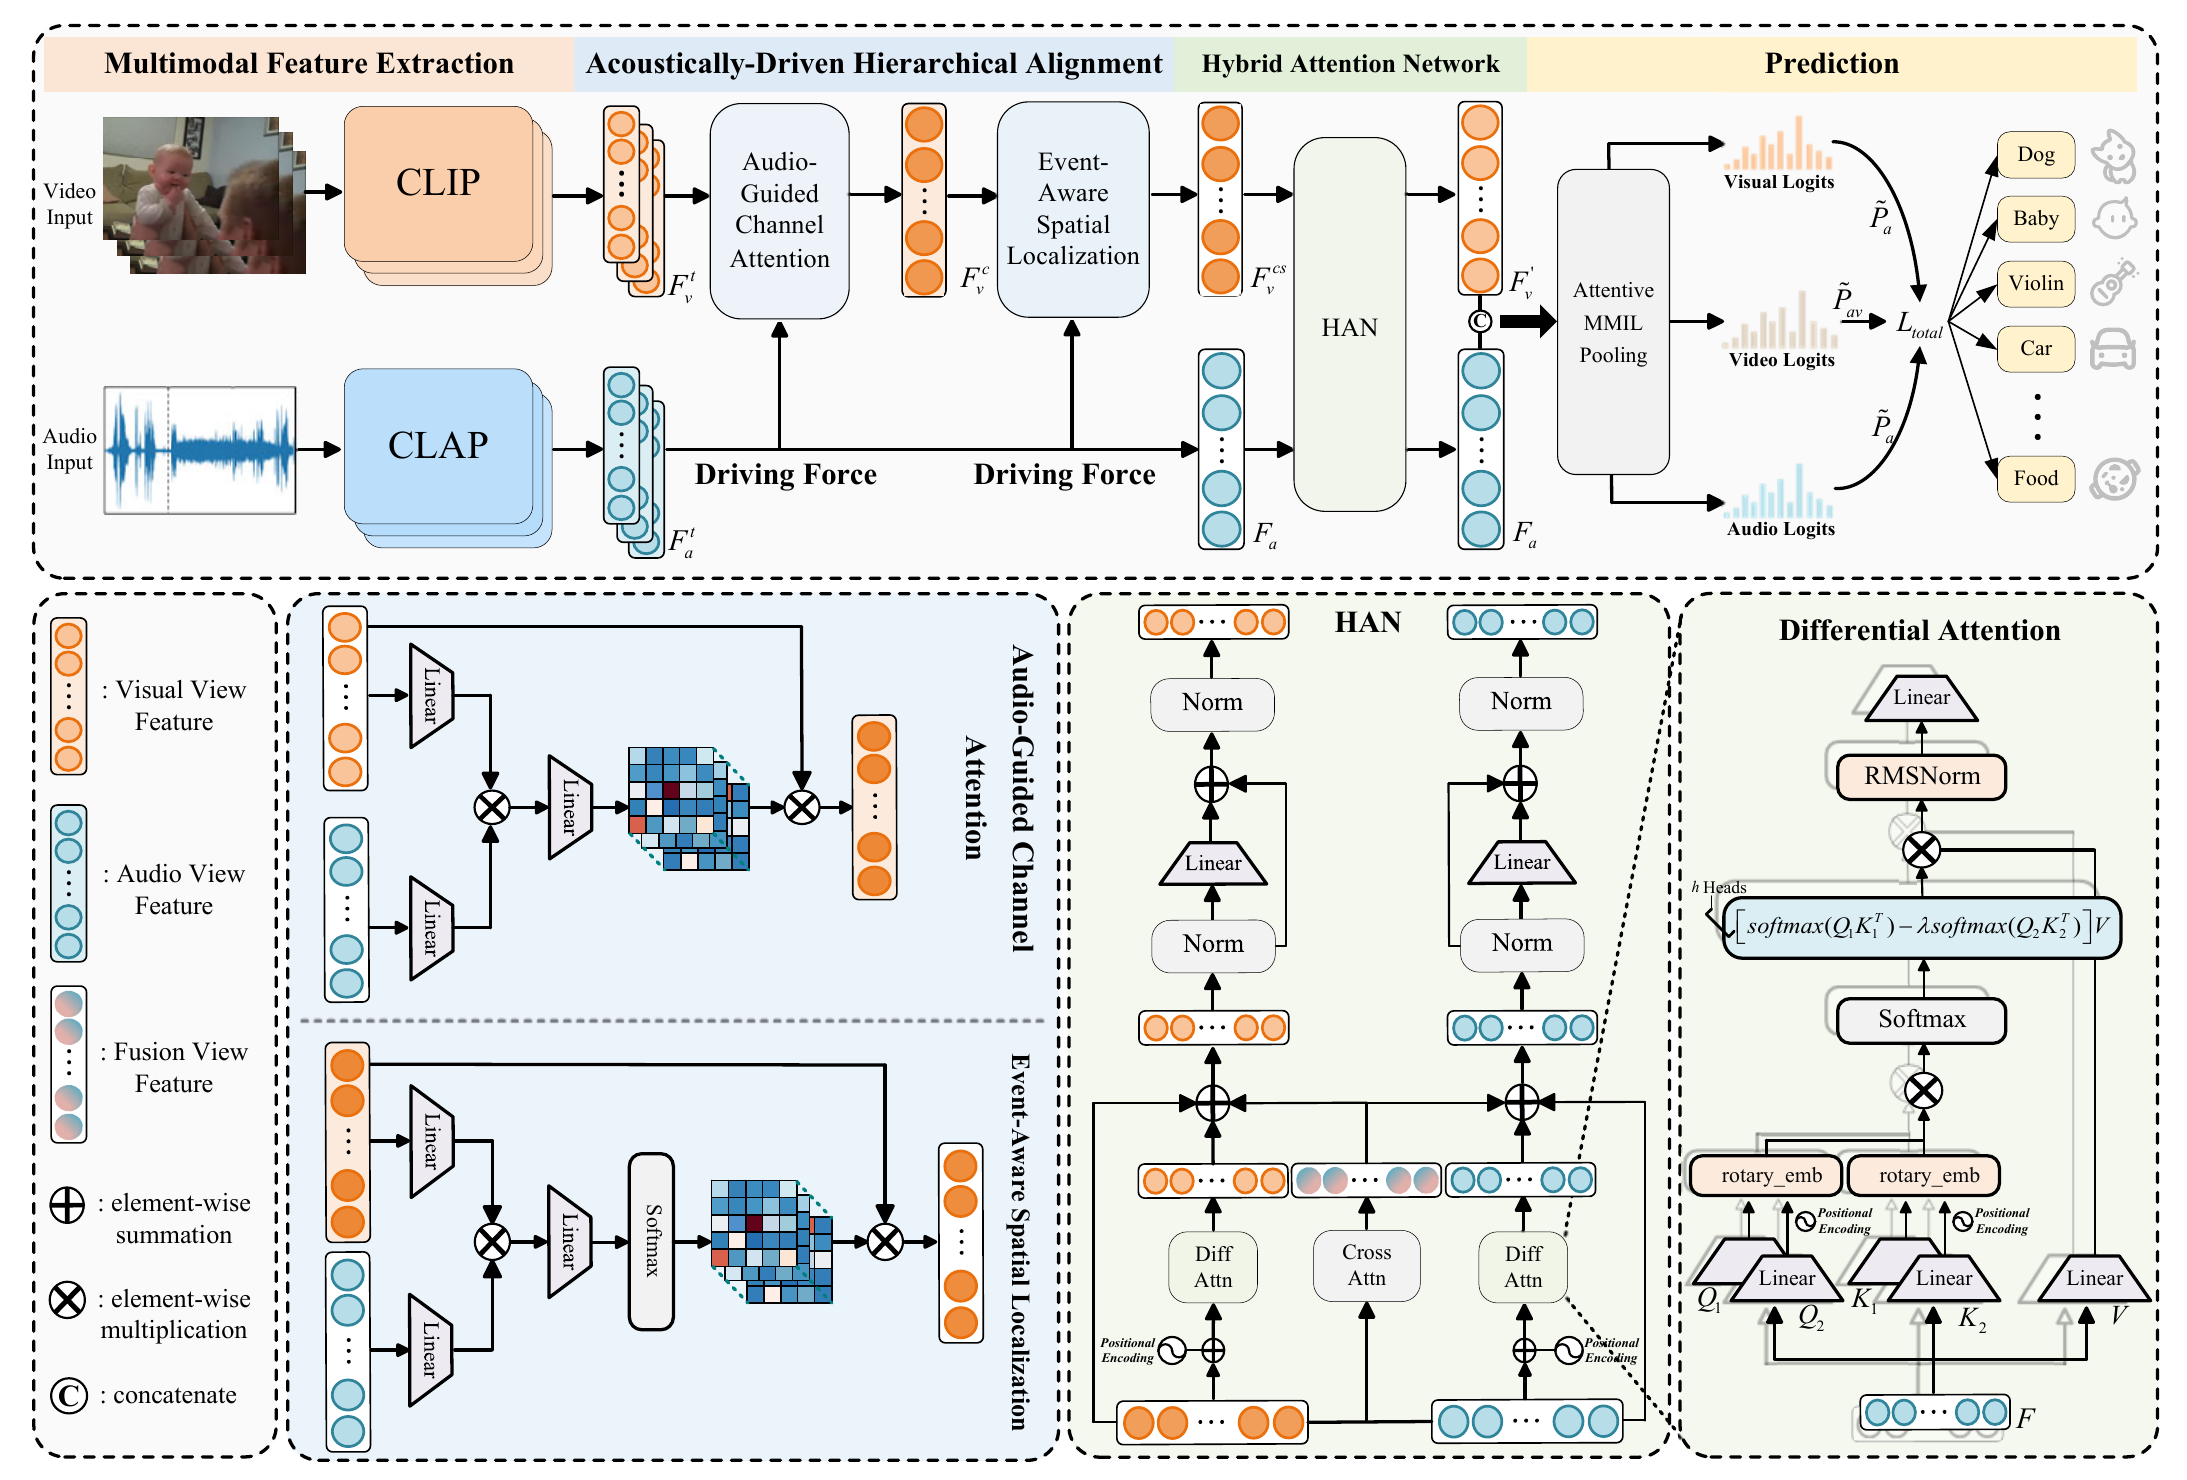 Multimodal Feature Extraction
Acoustically-Driven Hierarchical Alignment
Hybrid Attention Network
Prediction
Video
Input
CLIP
F_v^t
Audio-
Guided
Channel
Attention
F_v^c
Event-
Aware
Spatial
Localization
F_v^{cs}
HAN
F_v^'
C
Attentive
MMIL
Pooling
Visual Logits
Video Logits
Audio Logits
P̃_a
P̃_{av}
P̃_a
L_{total}
Dog
Baby
Violin
Car
Food
Audio
Input
CLAP
F_a^t
Driving Force
Driving Force
F_a
F_a
: Visual View
Feature
: Audio View
Feature
: Fusion View
Feature
: element-wise
summation
: element-wise
multiplication
C : concatenate
Audio-Guided Channel
Attention
Linear
Linear
Linear
Event-Aware Spatial Localization
Linear
Linear
Linear
Softmax
HAN
Norm
Norm
Linear
Linear
Norm
Norm
Diff
Attn
Cross
Attn
Diff
Attn
Positional
Encoding
Positional
Encoding
Differential Attention
Linear
RMSNorm
h Heads
[softmax(Q_1K_1^T) − λsoftmax(Q_2K_2^T)]V
Softmax
rotary_emb
rotary_emb
Positional
Encoding
Positional
Encoding
Linear
Linear
Linear
Q_1
Q_2
K_1
K_2
V
F